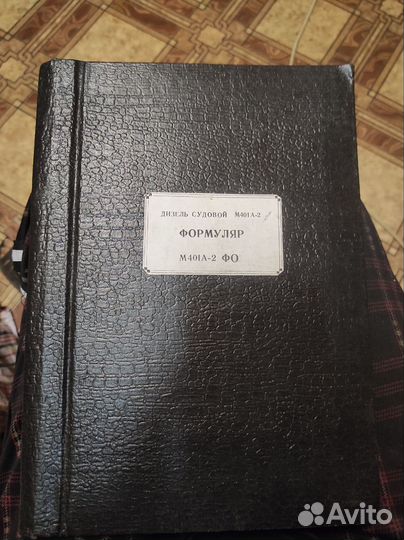 ДИЗЕЛЬ СУДОВОЙ М401А-2
ФОРМУЛЯР
М401А-2 ФО
Avito